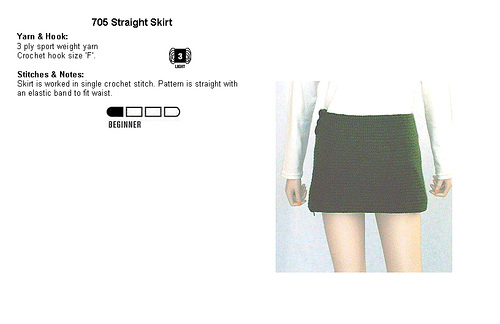 705 Straight Skirt
Yarn & Hook:
3 ply sport weight yarn
Crochet hook size "F".
3
LIGHT
Stitches & Notes:
Skirt is worked in single crochet stitch. Pattern is straight with
an elastic band to fit waist.
BEGINNER